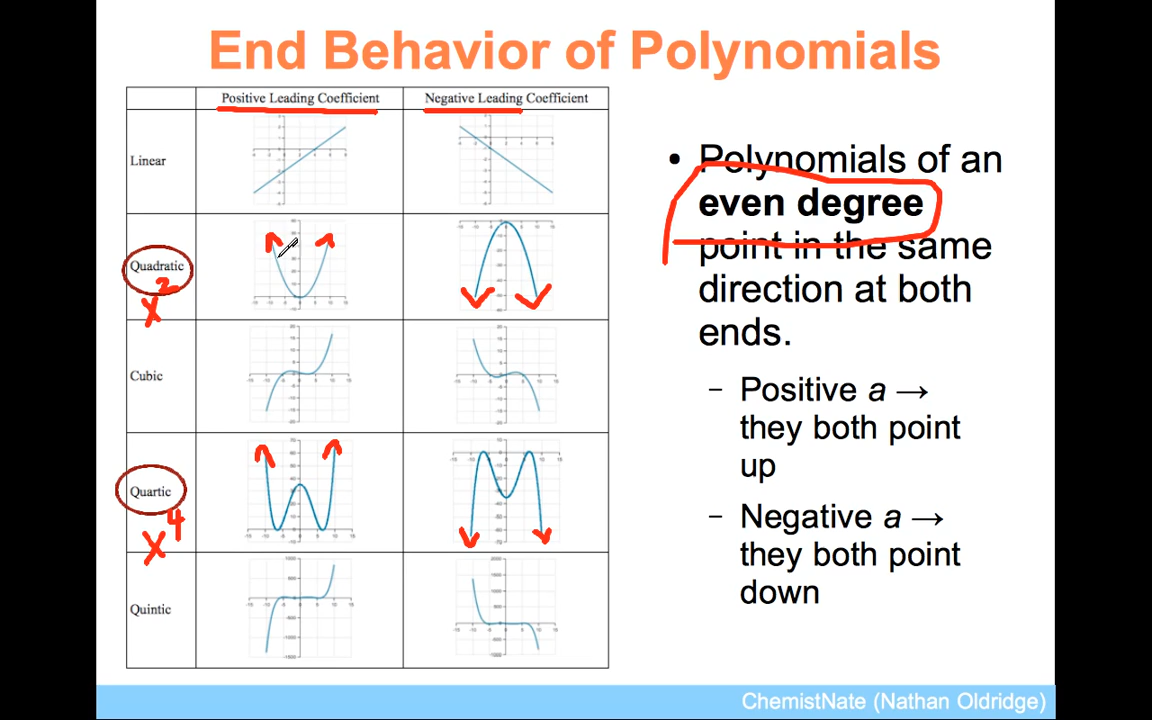 End Behavior of Polynomials
Positive Leading Coefficient
Negative Leading Coefficient
Linear
Quadratic
x²
Cubic
Quartic
x⁴
Quintic
• Polynomials of an
even degree
point in the same
direction at both
ends.
– Positive a →
they both point
up
– Negative a →
they both point
down
ChemistNate (Nathan Oldridge)